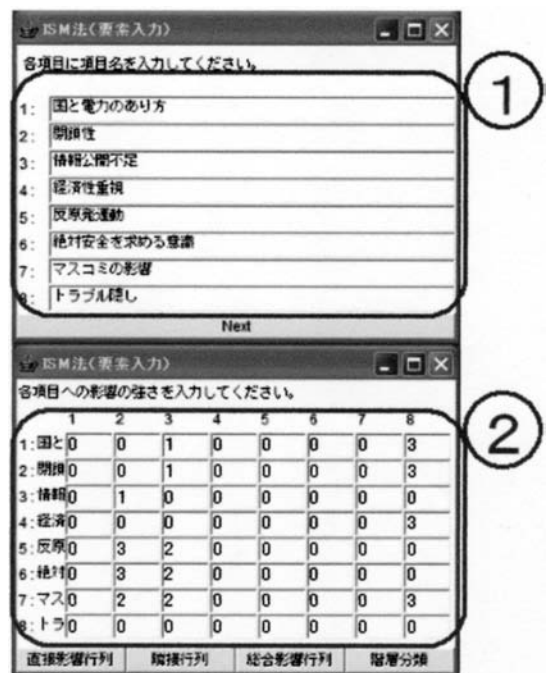 ISM法(要素入力)
各項目に項目名を入力してください。
1: 国と電力のあり方
2: 閉鎖性
3: 情報公開不足
4: 経済性重視
5: 反原発運動
6: 絶対安全を求める意識
7: マスコミの影響
8: トラブル隠し
Next
①
ISM法(要素入力)
各項目への影響の強さを入力してください。
1 2 3 4 5 6 7 8
1:国と 0 0 1 0 0 0 0 3
2:閉鎖 0 0 1 0 0 0 0 3
3:情報 0 1 0 0 0 0 0 0
4:経済 0 0 0 0 0 0 0 3
5:反原 0 3 2 0 0 0 0 0
6:絶対 0 3 2 0 0 0 0 0
7:マス 0 2 2 0 0 0 0 3
8:トラ 0 0 0 0 0 0 0 0
直接影響行列 隣接行列 総合影響行列 階層分類
②